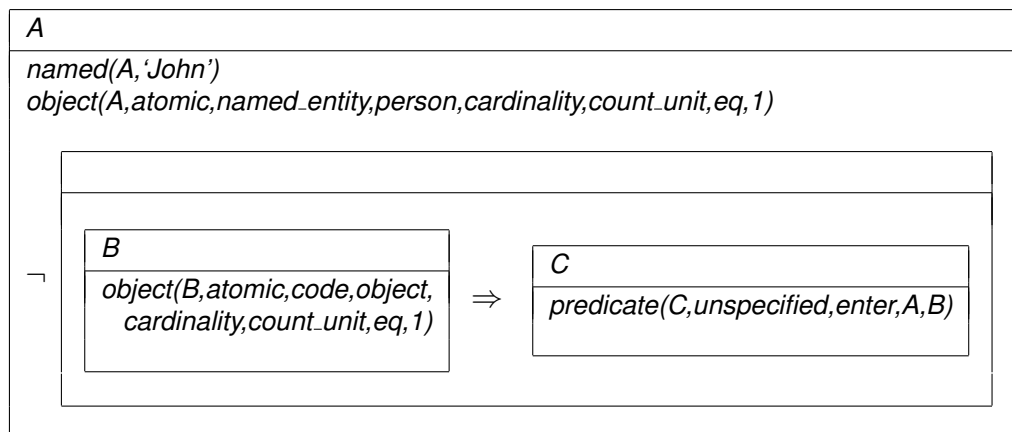 A
named(A,‘John’)
object(A,atomic,named_entity,person,cardinality,count_unit,eq,1)
¬
B
object(B,atomic,code,object,
cardinality,count_unit,eq,1)
⇒
C
predicate(C,unspecified,enter,A,B)